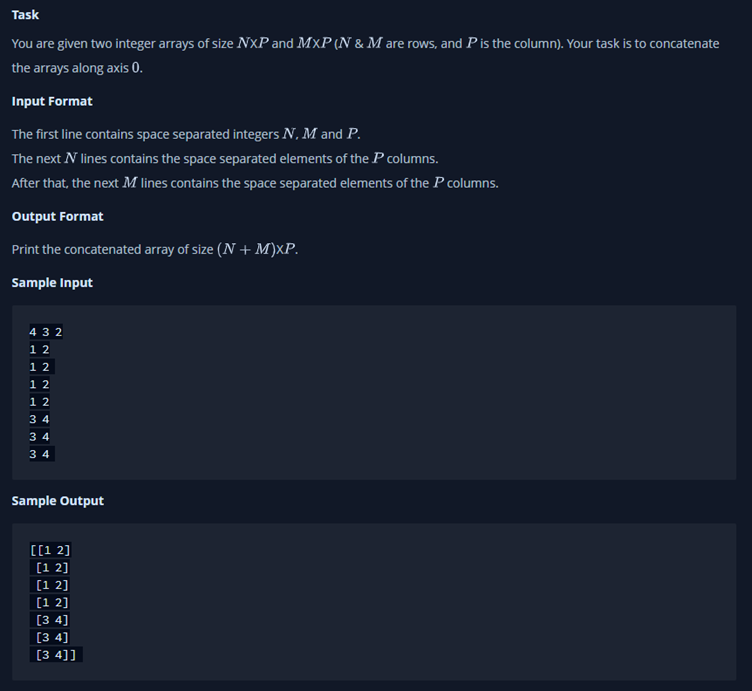 Task
You are given two integer arrays of size NXP and MXP (N & M are rows, and P is the column). Your task is to concatenate
the arrays along axis 0.
Input Format
The first line contains space separated integers N, M and P.
The next N lines contains the space separated elements of the P columns.
After that, the next M lines contains the space separated elements of the P columns.
Output Format
Print the concatenated array of size (N + M)XP.
Sample Input
4 3 2
1 2
1 2
1 2
1 2
3 4
3 4
3 4
Sample Output
[[1 2]
 [1 2]
 [1 2]
 [1 2]
 [3 4]
 [3 4]
 [3 4]]